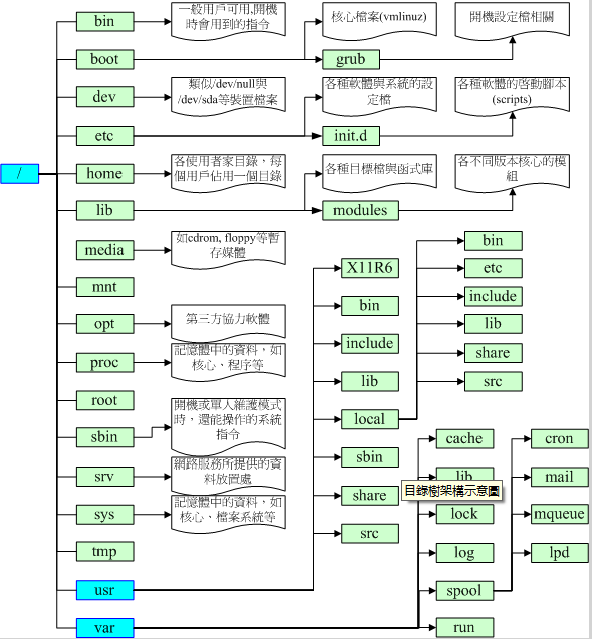 bin
一般用戶可用,開機
時會用到的指令
核心檔案(vmlinuz)
開機設定檔相關
boot
grub
dev
類似/dev/null與
/dev/sda等裝置檔案
各種軟體與系統的設
定檔
各種軟體的啓動腳本
(scripts)
etc
init.d
/
home
各使用者家目錄，每
個用戶佔用一個目錄
各種目標檔與函式庫
各不同版本核心的模
組
lib
modules
media
如cdrom, floppy等暫
存媒體
mnt
opt
第三方協力軟體
proc
記憶體中的資料，如
核心、程序等
root
sbin
開機或單人維護模式
時，還能操作的系統
指令
srv
網路服務所提供的資
料放置處
sys
記憶體中的資料，如
核心、檔案系統等
tmp
usr
var
X11R6
bin
include
lib
local
sbin
share
src
bin
etc
include
lib
share
src
cache
lib
目錄樹架構示意圖
lock
log
spool
run
cron
mail
mqueue
lpd